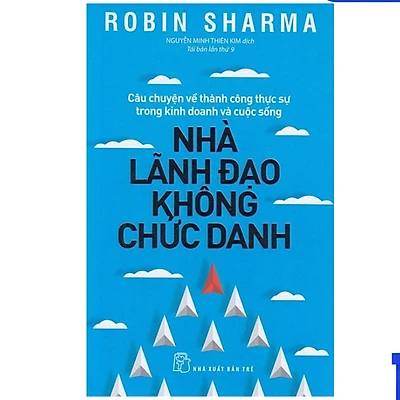 ROBIN SHARMA
NGUYỄN MINH THIÊN KIM dịch
Tái bản lần thứ 9
Câu chuyện về thành công thực sự
trong kinh doanh và cuộc sống
NHÀ
LÃNH ĐẠO
KHÔNG
CHỨC DANH
NHÀ XUẤT BẢN TRẺ